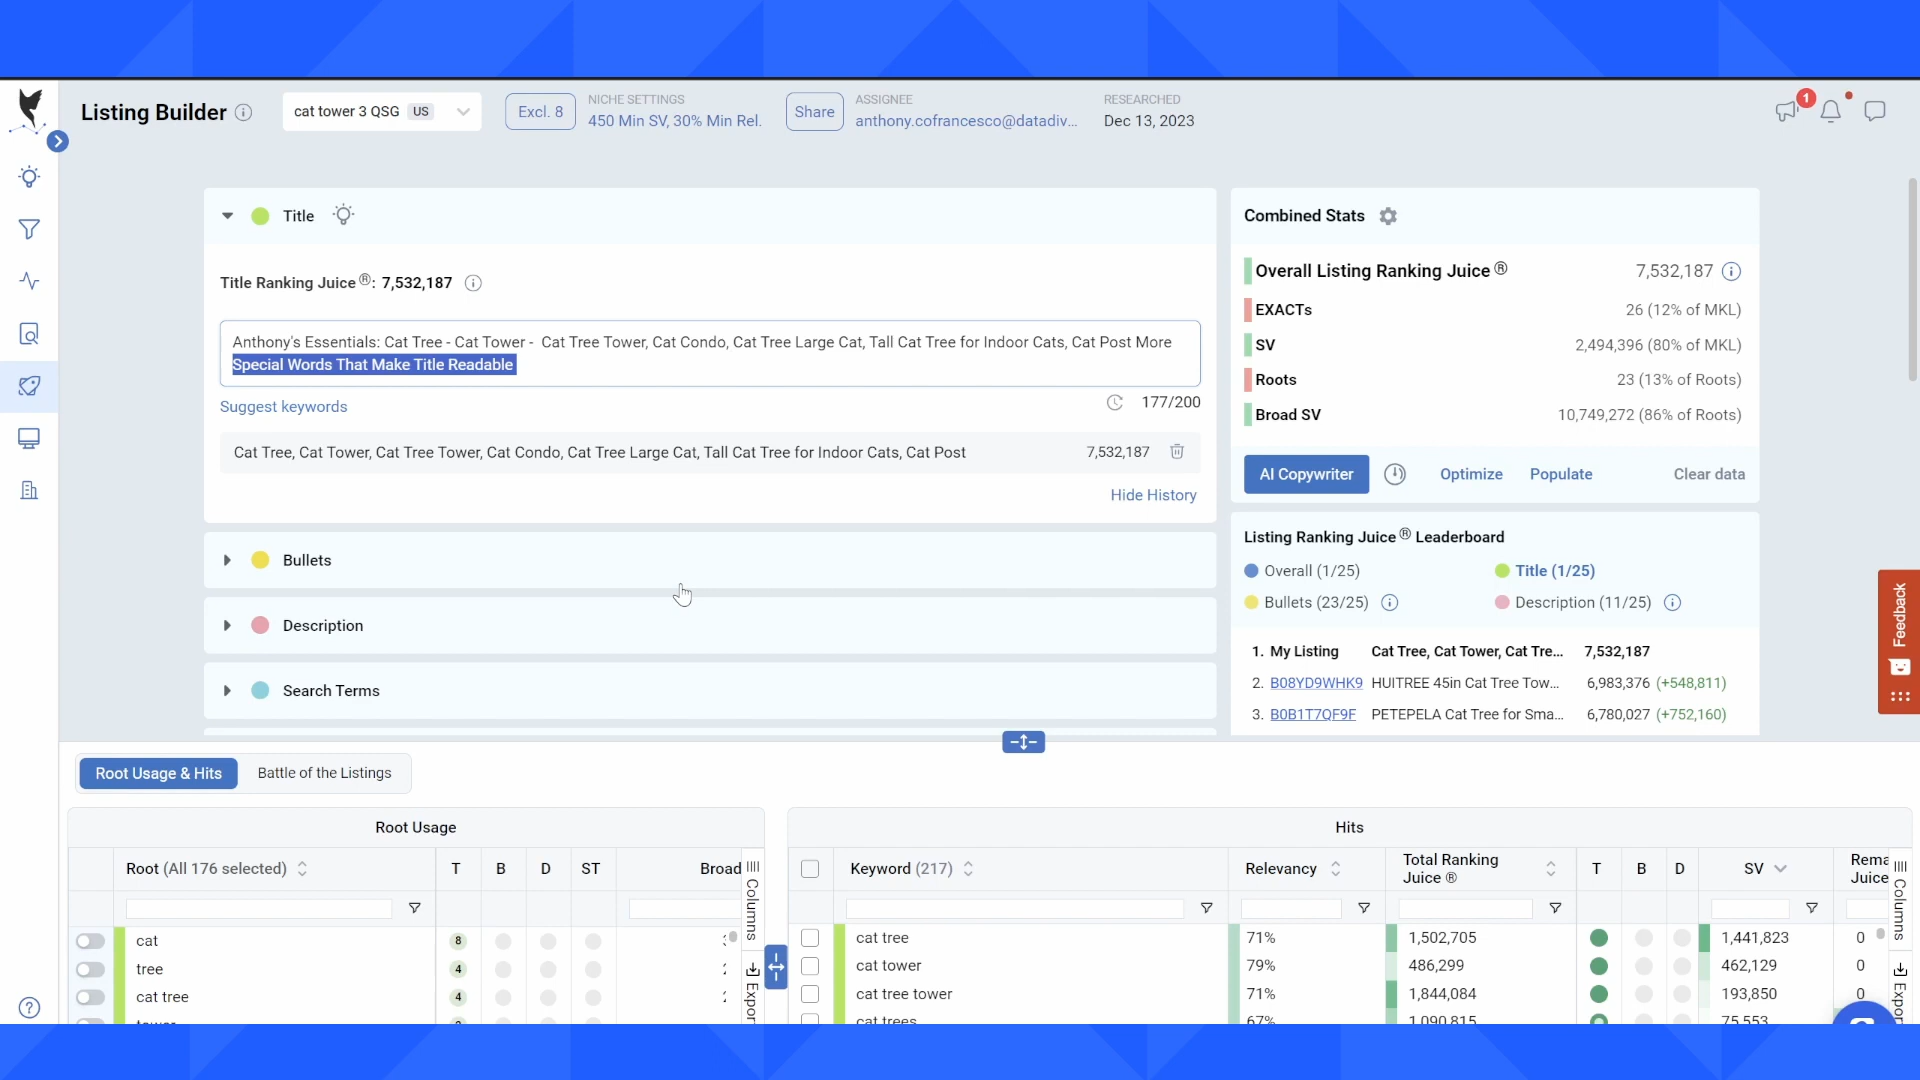 Listing Builder
cat tower 3 QSG US
Excl. 8
NICHE SETTINGS
450 Min SV, 30% Min Rel.
Share
ASSIGNEE
anthony.cofrancesco@datadiv...
RESEARCHED
Dec 13, 2023
1
Title
Title Ranking Juice ®: 7,532,187
Anthony's Essentials: Cat Tree - Cat Tower - Cat Tree Tower, Cat Condo, Cat Tree Large Cat, Tall Cat Tree for Indoor Cats, Cat Post More
Special Words That Make Title Readable
Suggest keywords
177/200
Cat Tree, Cat Tower, Cat Tree Tower, Cat Condo, Cat Tree Large Cat, Tall Cat Tree for Indoor Cats, Cat Post 7,532,187
Hide History
Bullets
Description
Search Terms
Combined Stats
Overall Listing Ranking Juice ® 7,532,187
EXACTs 26 (12% of MKL)
SV 2,494,396 (80% of MKL)
Roots 23 (13% of Roots)
Broad SV 10,749,272 (86% of Roots)
AI Copywriter Optimize Populate Clear data
Listing Ranking Juice ® Leaderboard
Overall (1/25) Title (1/25)
Bullets (23/25) Description (11/25)
1. My Listing Cat Tree, Cat Tower, Cat Tre... 7,532,187
2. B08YD9WHK9 HUITREE 45in Cat Tree Tow... 6,983,376 (+548,811)
3. B0B1T7QF9F PETEPELA Cat Tree for Sma... 6,780,027 (+752,160)
Feedback
Root Usage & Hits Battle of the Listings
Root Usage
Root (All 176 selected) T B D ST Broad
cat 8
tree 4
cat tree 4
Columns
Export
Hits
Keyword (217) Relevancy Total Ranking Juice ® T B D SV Rema Juice
cat tree 71% 1,502,705 1,441,823 0
cat tower 79% 486,299 462,129 0
cat tree tower 71% 1,844,084 193,850 0
cat trees 67% 1,090,815 75,553
Columns
Export